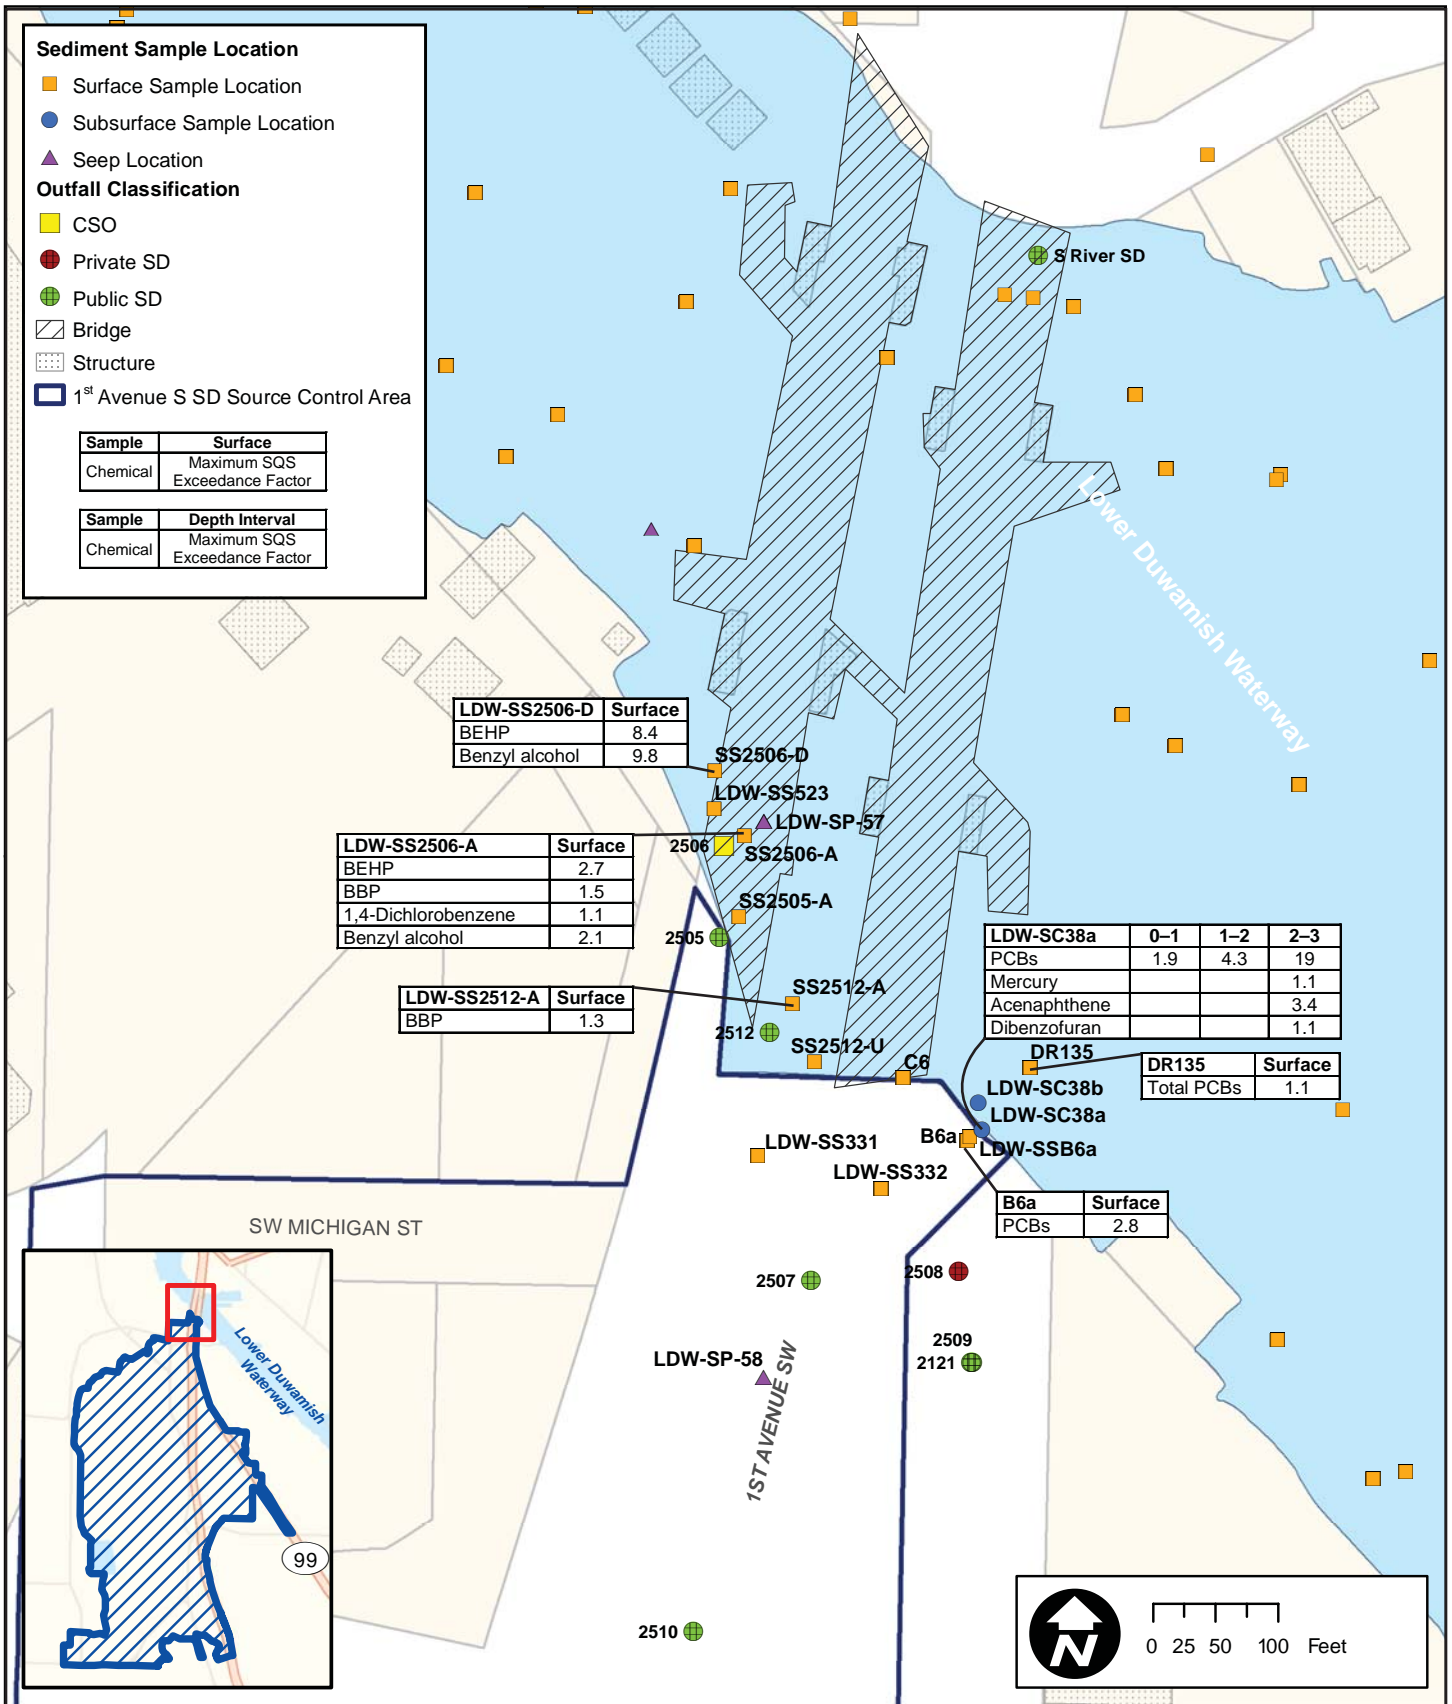 Sediment Sample Location
Surface Sample Location
Subsurface Sample Location
Seep Location
Outfall Classification
CSO
Private SD
Public SD
Bridge
Structure
1st Avenue S SD Source Control Area
Sample Surface
Chemical Maximum SQS
Exceedance Factor
Sample Depth Interval
Chemical Maximum SQS
Exceedance Factor
S River SD
Lower Duwamish Waterway
LDW-SS2506-D Surface
BEHP 8.4
Benzyl alcohol 9.8
SS2506-D
LDW-SS523
LDW-SP-57
2506
SS2506-A
LDW-SS2506-A Surface
BEHP 2.7
BBP 1.5
1,4-Dichlorobenzene 1.1
Benzyl alcohol 2.1
SS2505-A
2505
LDW-SC38a 0–1 1–2 2–3
PCBs 1.9 4.3 19
Mercury 1.1
Acenaphthene 3.4
Dibenzofuran 1.1
LDW-SS2512-A Surface
BBP 1.3
SS2512-A
2512
SS2512-U
C6
DR135
DR135 Surface
Total PCBs 1.1
LDW-SC38b
LDW-SC38a
B6a
LDW-SSB6a
LDW-SS331
LDW-SS332
B6a Surface
PCBs 2.8
SW MICHIGAN ST
2507
2508
2509
2121
LDW-SP-58
1ST AVENUE SW
2510
Lower Duwamish
Waterway
99
N
0 25 50 100 Feet